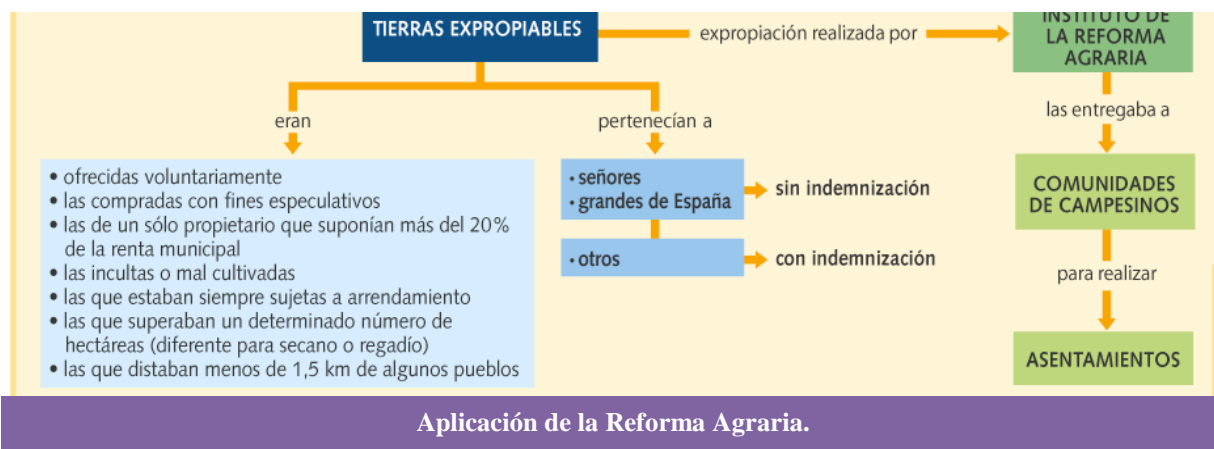 TIERRAS EXPROPIABLES
expropiación realizada por
INSTITUTO DE
LA REFORMA
AGRARIA
eran
pertenecían a
las entregaba a
• ofrecidas voluntariamente
• las compradas con fines especulativos
• las de un sólo propietario que suponían más del 20%
de la renta municipal
• las incultas o mal cultivadas
• las que estaban siempre sujetas a arrendamiento
• las que superaban un determinado número de
hectáreas (diferente para secano o regadío)
• las que distaban menos de 1,5 km de algunos pueblos
• señores
• grandes de España
sin indemnización
• otros
con indemnización
COMUNIDADES
DE CAMPESINOS
para realizar
ASENTAMIENTOS
Aplicación de la Reforma Agraria.